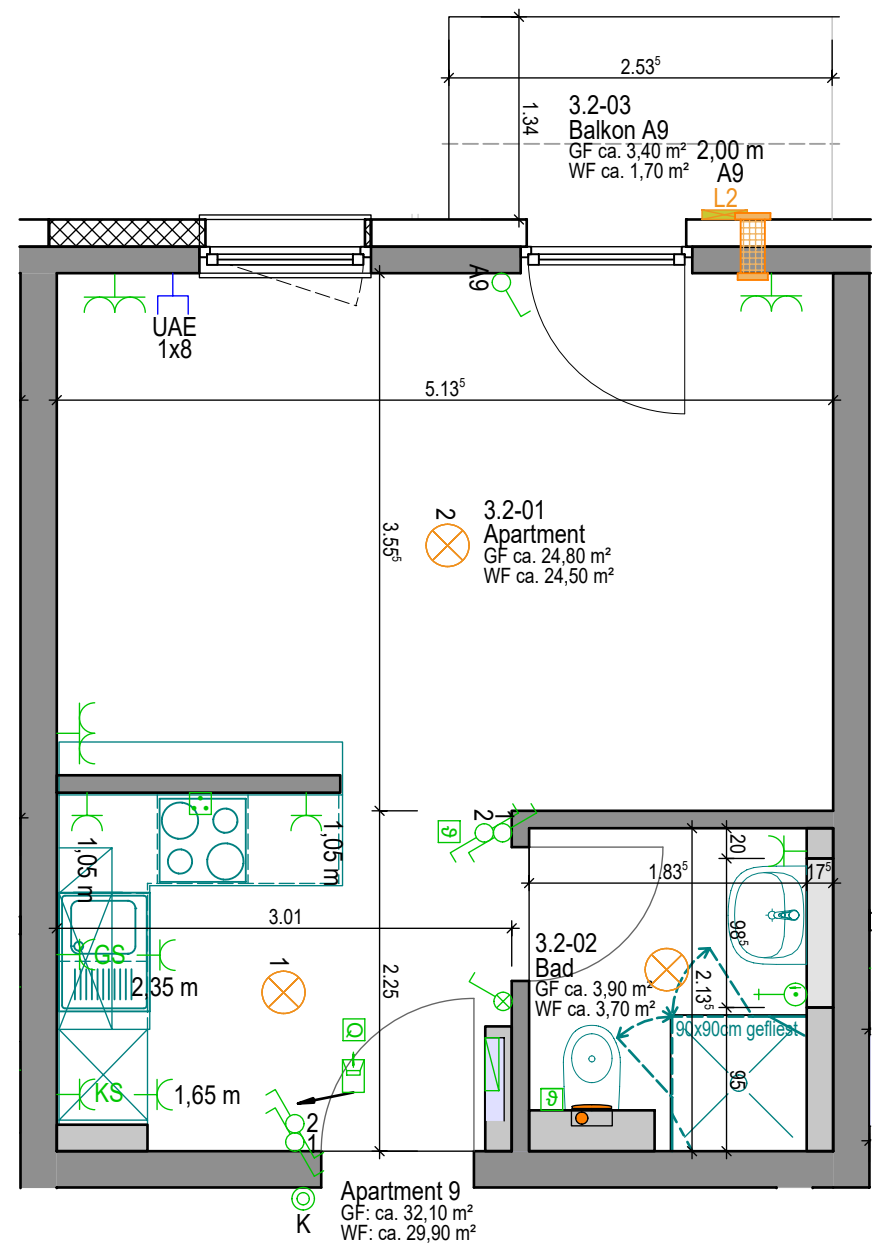 2.53⁵
1.34
3.2-03
Balkon A9
GF ca. 3,40 m²
WF ca. 1,70 m²
2,00 m
A9
L2
A9
UAE
1x8
5.13⁵
3.55⁵
2
3.2-01
Apartment
GF ca. 24,80 m²
WF ca. 24,50 m²
1,05 m
1,05 m
ϑ
2
1
20
1.83⁵
17⁵
3.01
98⁵
GS
2,35 m
1
2.25
3.2-02
Bad
GF ca. 3,90 m²
WF ca. 3,70 m²
2.13⁵
90x90cm gefliest
95
KS
1,65 m
ϑ
2
1
K
Apartment 9
GF: ca. 32,10 m²
WF: ca. 29,90 m²